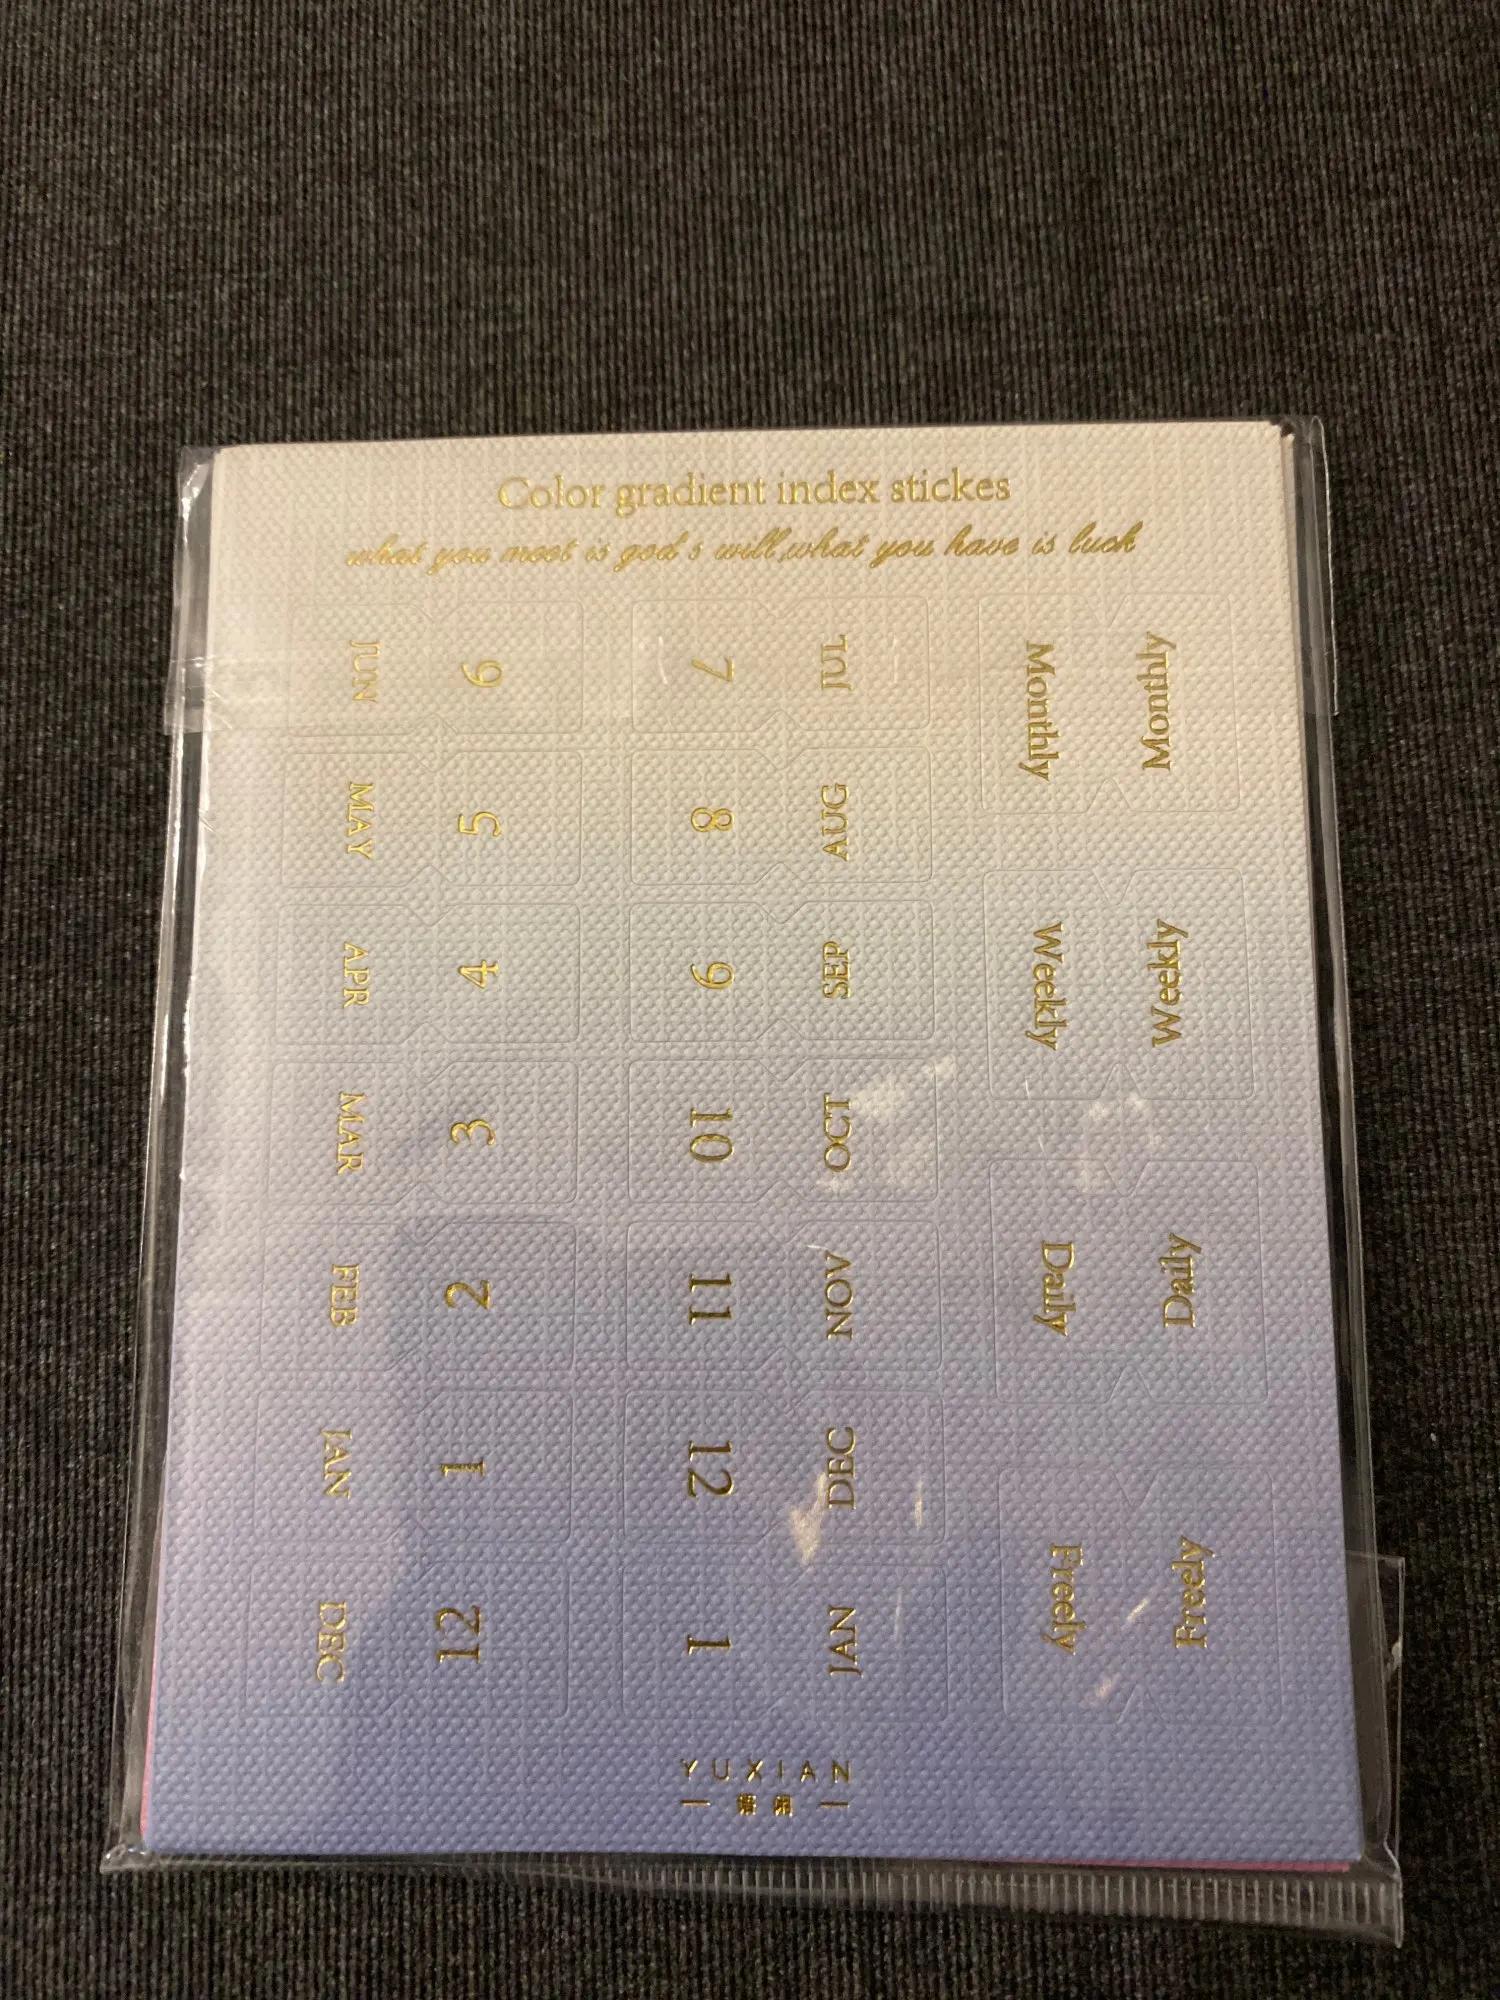 Color gradient index stickes
what you meet is god's will,what you have is luck
JUN 6
7 JUL
Monthly Monthly
MAY 5
8 AUG
APR 4
9 SEP
Weekly Weekly
MAR 3
10 OCT
FEB 2
11 NOV
Daily Daily
JAN 1
12 DEC
DEC 12
1 JAN
Freely Freely
YUXIAN